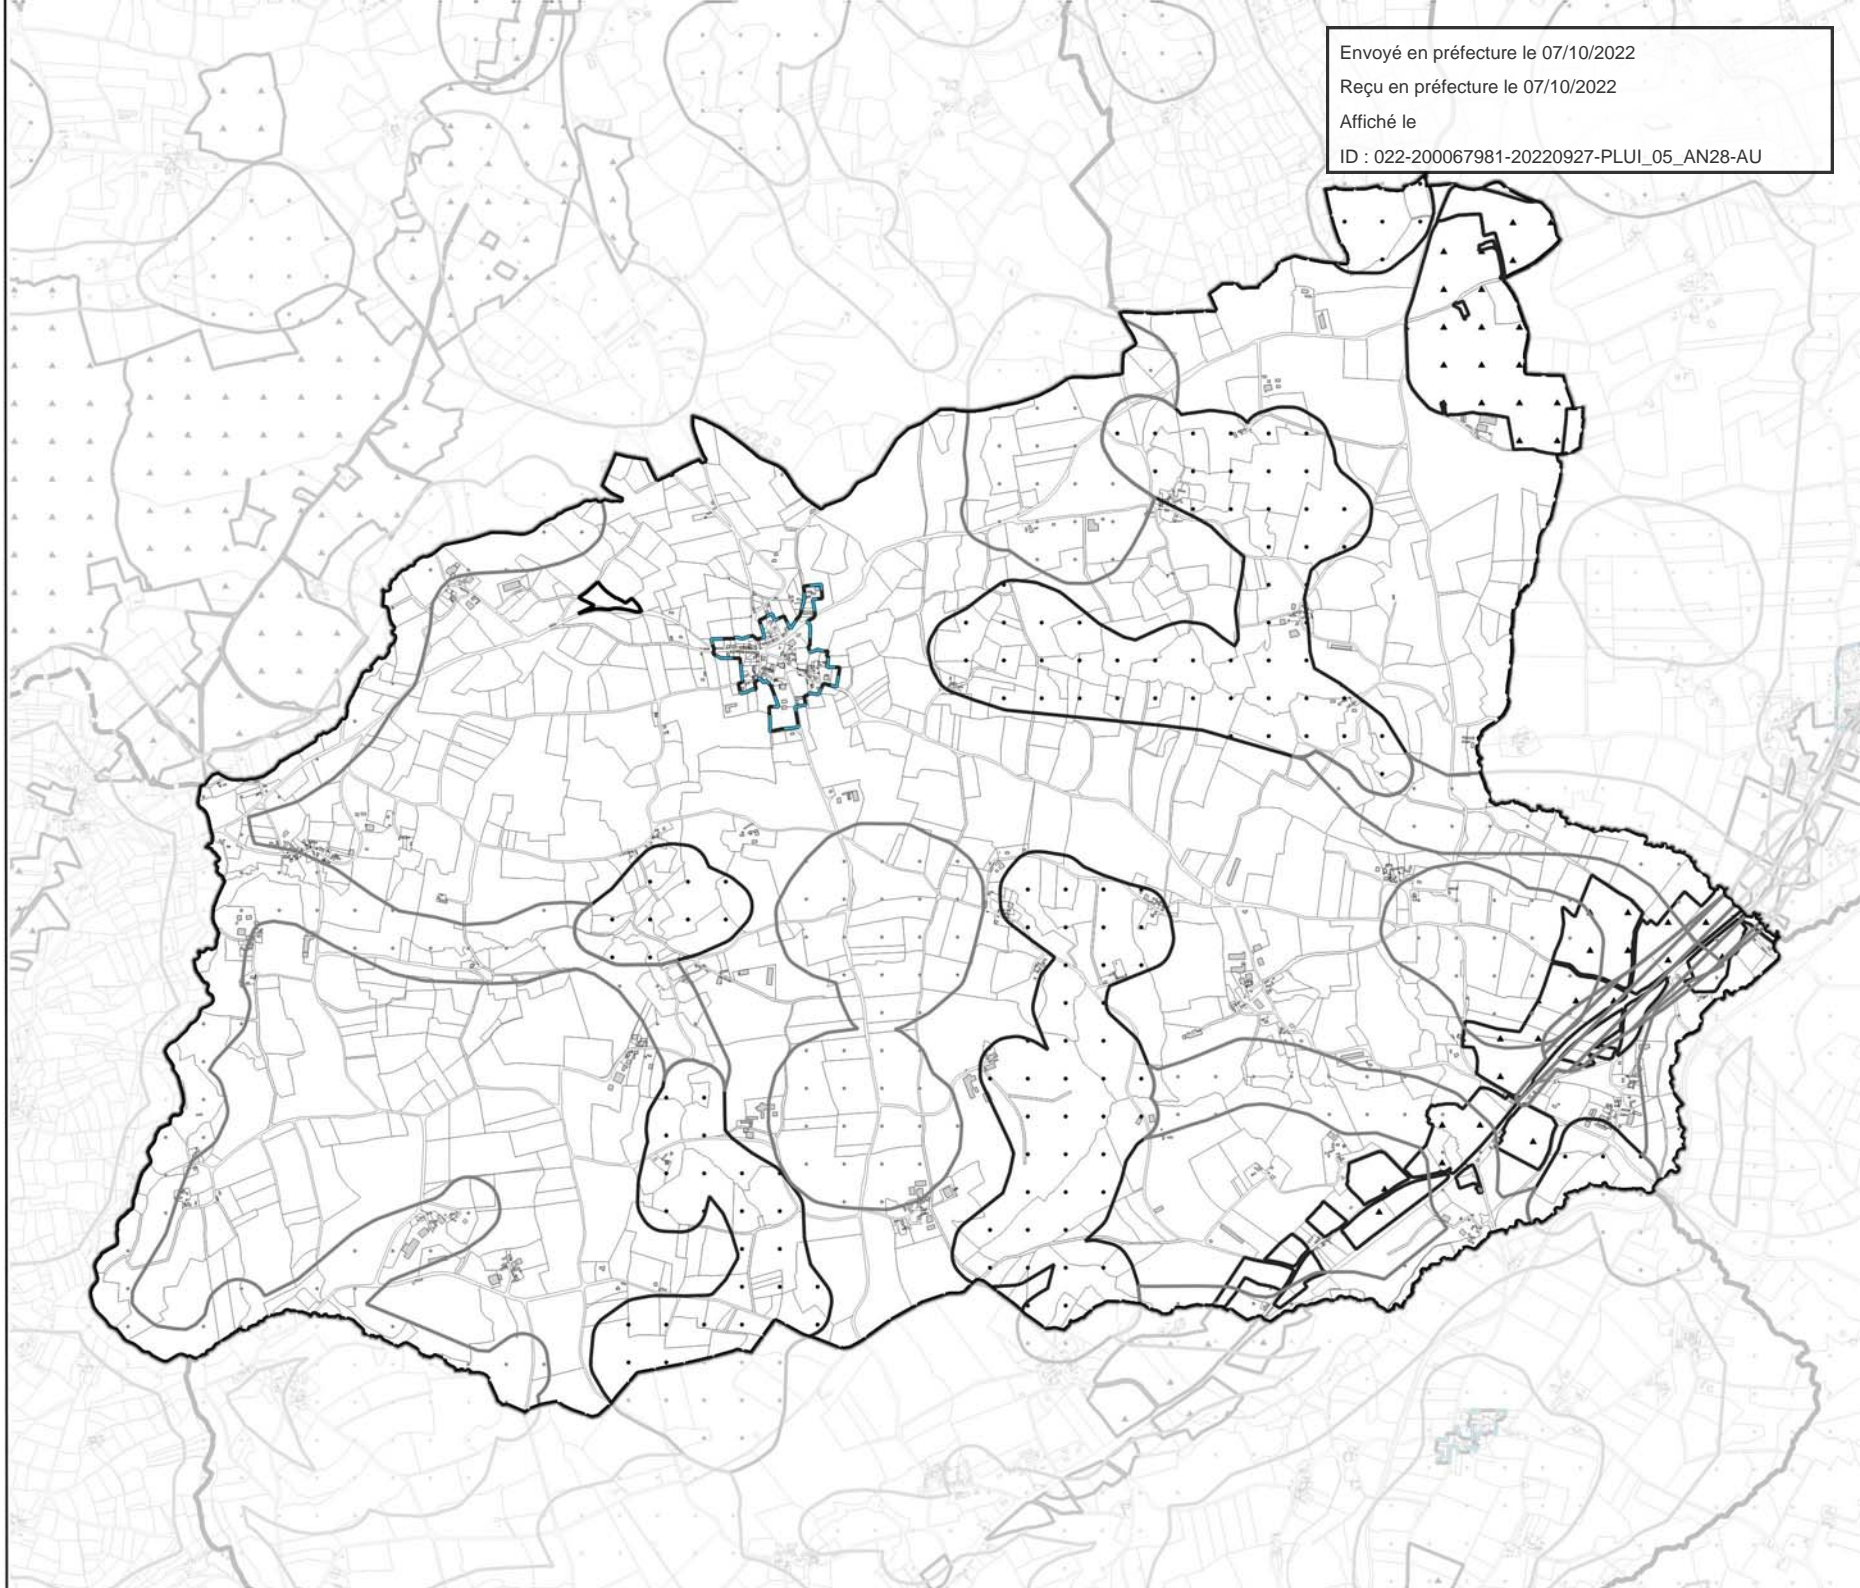 Envoyé en préfecture le 07/10/2022
Reçu en préfecture le 07/10/2022
Affiché le
ID : 022-200067981-20220927-PLUI_05_AN28-AU